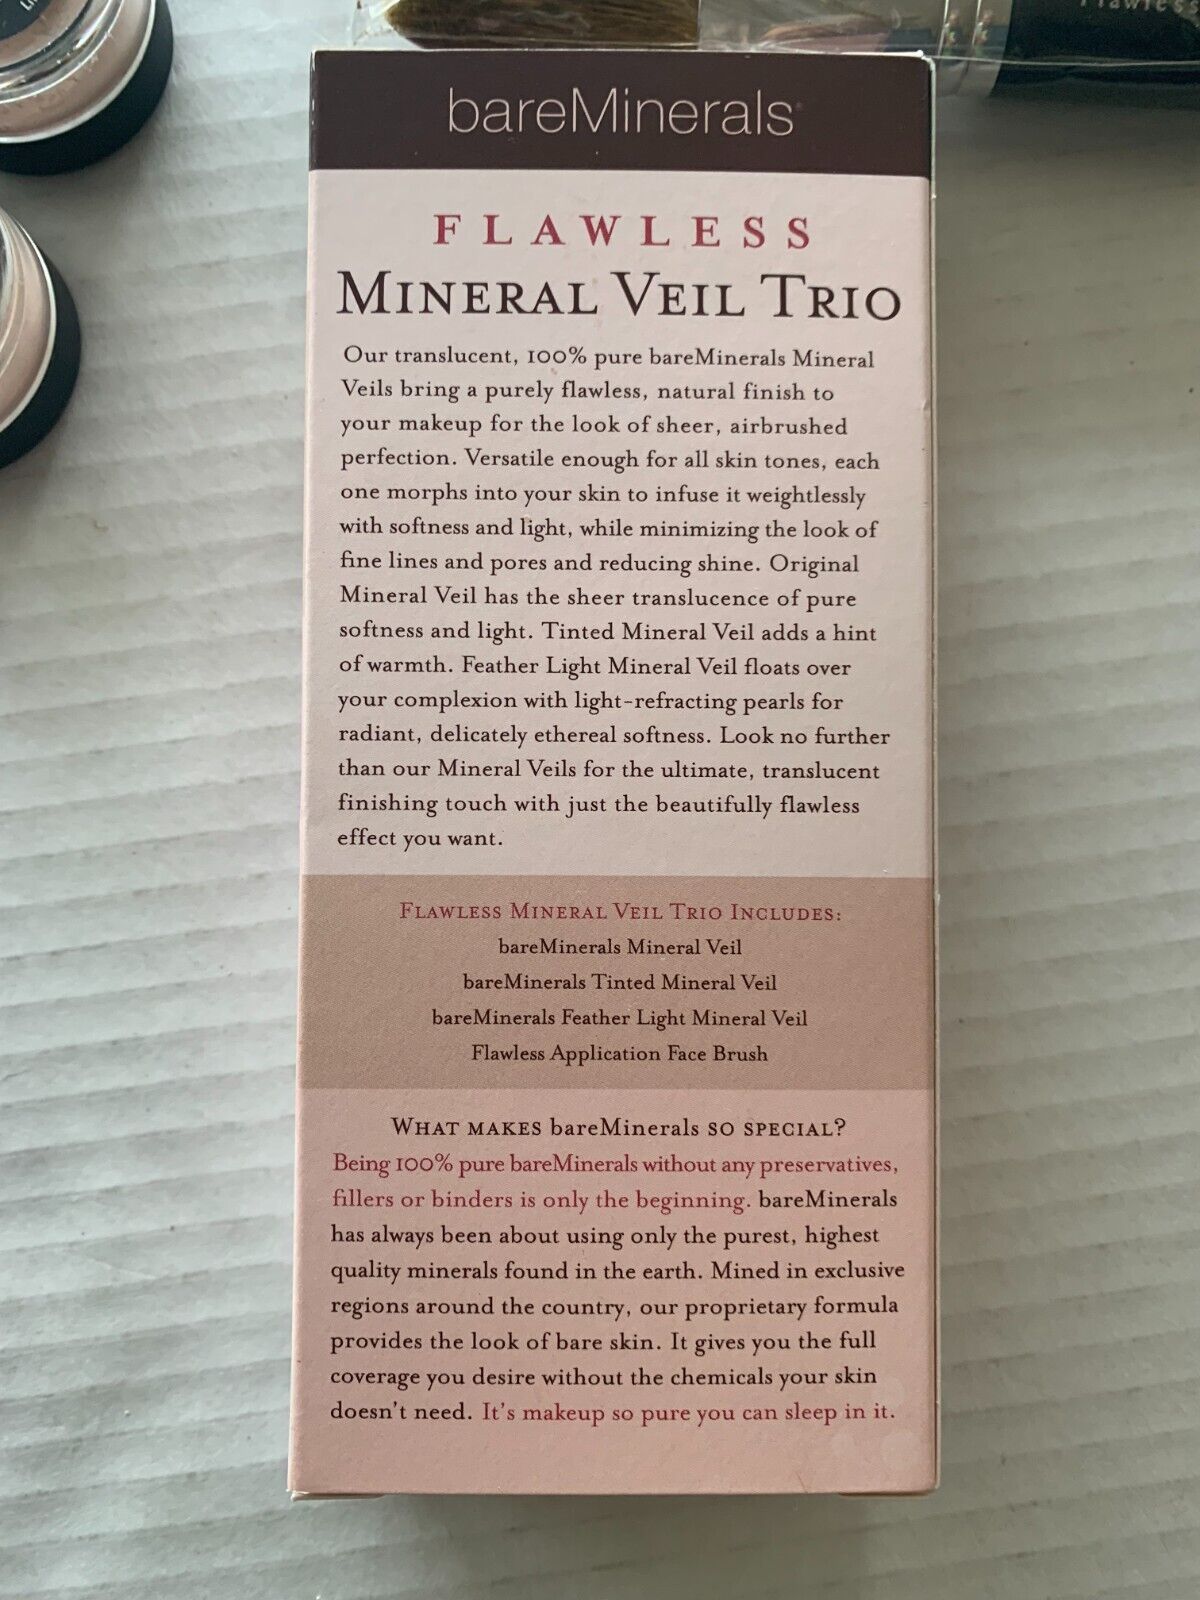 Flawless
bareMinerals
FLAWLESS
MINERAL VEIL TRIO
Our translucent, 100% pure bareMinerals Mineral
Veils bring a purely flawless, natural finish to
your makeup for the look of sheer, airbrushed
perfection. Versatile enough for all skin tones, each
one morphs into your skin to infuse it weightlessly
with softness and light, while minimizing the look of
fine lines and pores and reducing shine. Original
Mineral Veil has the sheer translucence of pure
softness and light. Tinted Mineral Veil adds a hint
of warmth. Feather Light Mineral Veil floats over
your complexion with light-refracting pearls for
radiant, delicately ethereal softness. Look no further
than our Mineral Veils for the ultimate, translucent
finishing touch with just the beautifully flawless
effect you want.
FLAWLESS MINERAL VEIL TRIO INCLUDES:
bareMinerals Mineral Veil
bareMinerals Tinted Mineral Veil
bareMinerals Feather Light Mineral Veil
Flawless Application Face Brush
WHAT MAKES bareMinerals SO SPECIAL?
Being 100% pure bareMinerals without any preservatives,
fillers or binders is only the beginning. bareMinerals
has always been about using only the purest, highest
quality minerals found in the earth. Mined in exclusive
regions around the country, our proprietary formula
provides the look of bare skin. It gives you the full
coverage you desire without the chemicals your skin
doesn't need. It's makeup so pure you can sleep in it.